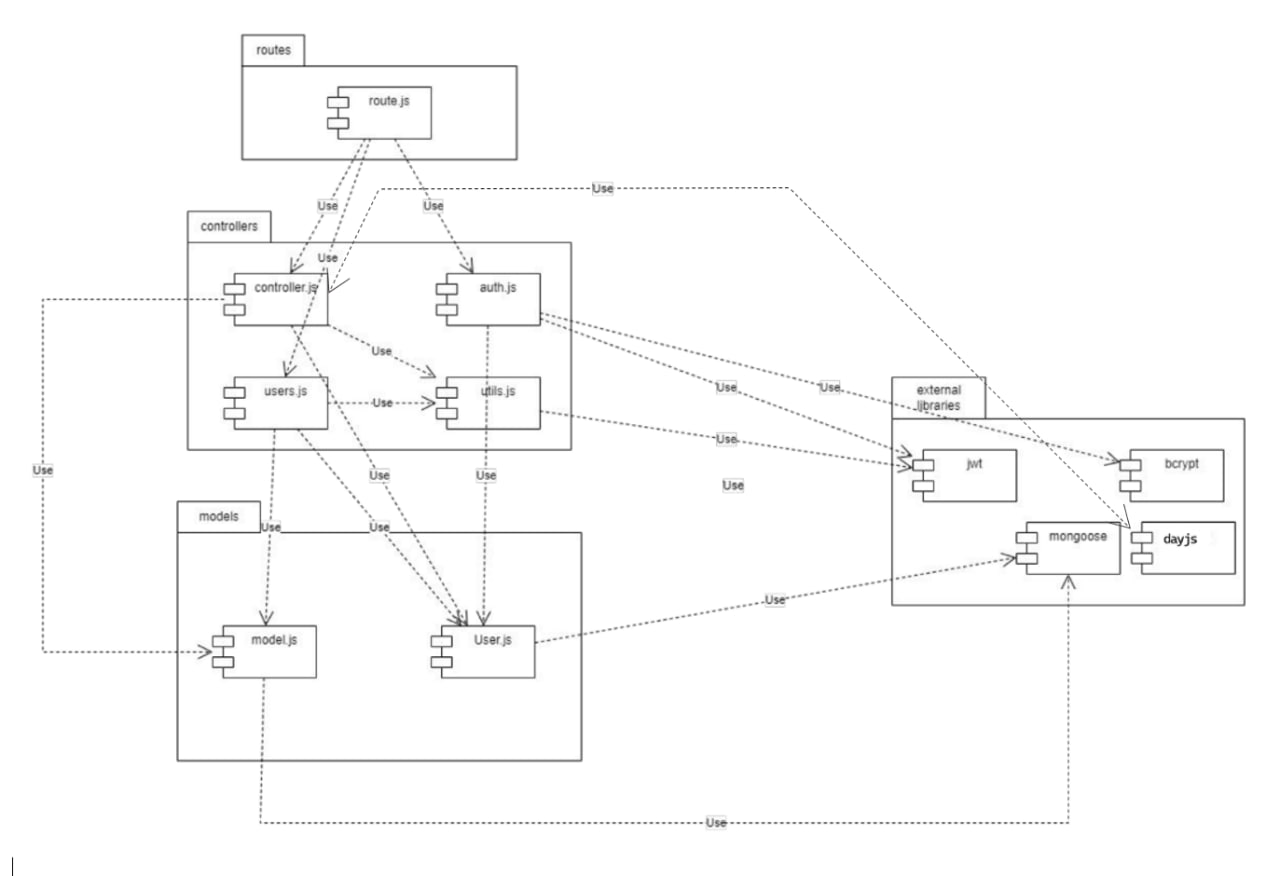 routes
route.js
Use
Use
Use
controllers
Use
controller.js
auth.js
Use
Use
Use
users.js
Use
utils.js
external
libraries
Use
jwt
bcrypt
Use
Use
Use
Use
models
Use
Use
mongoose
dayjs
Use
model.js
User.js
Use